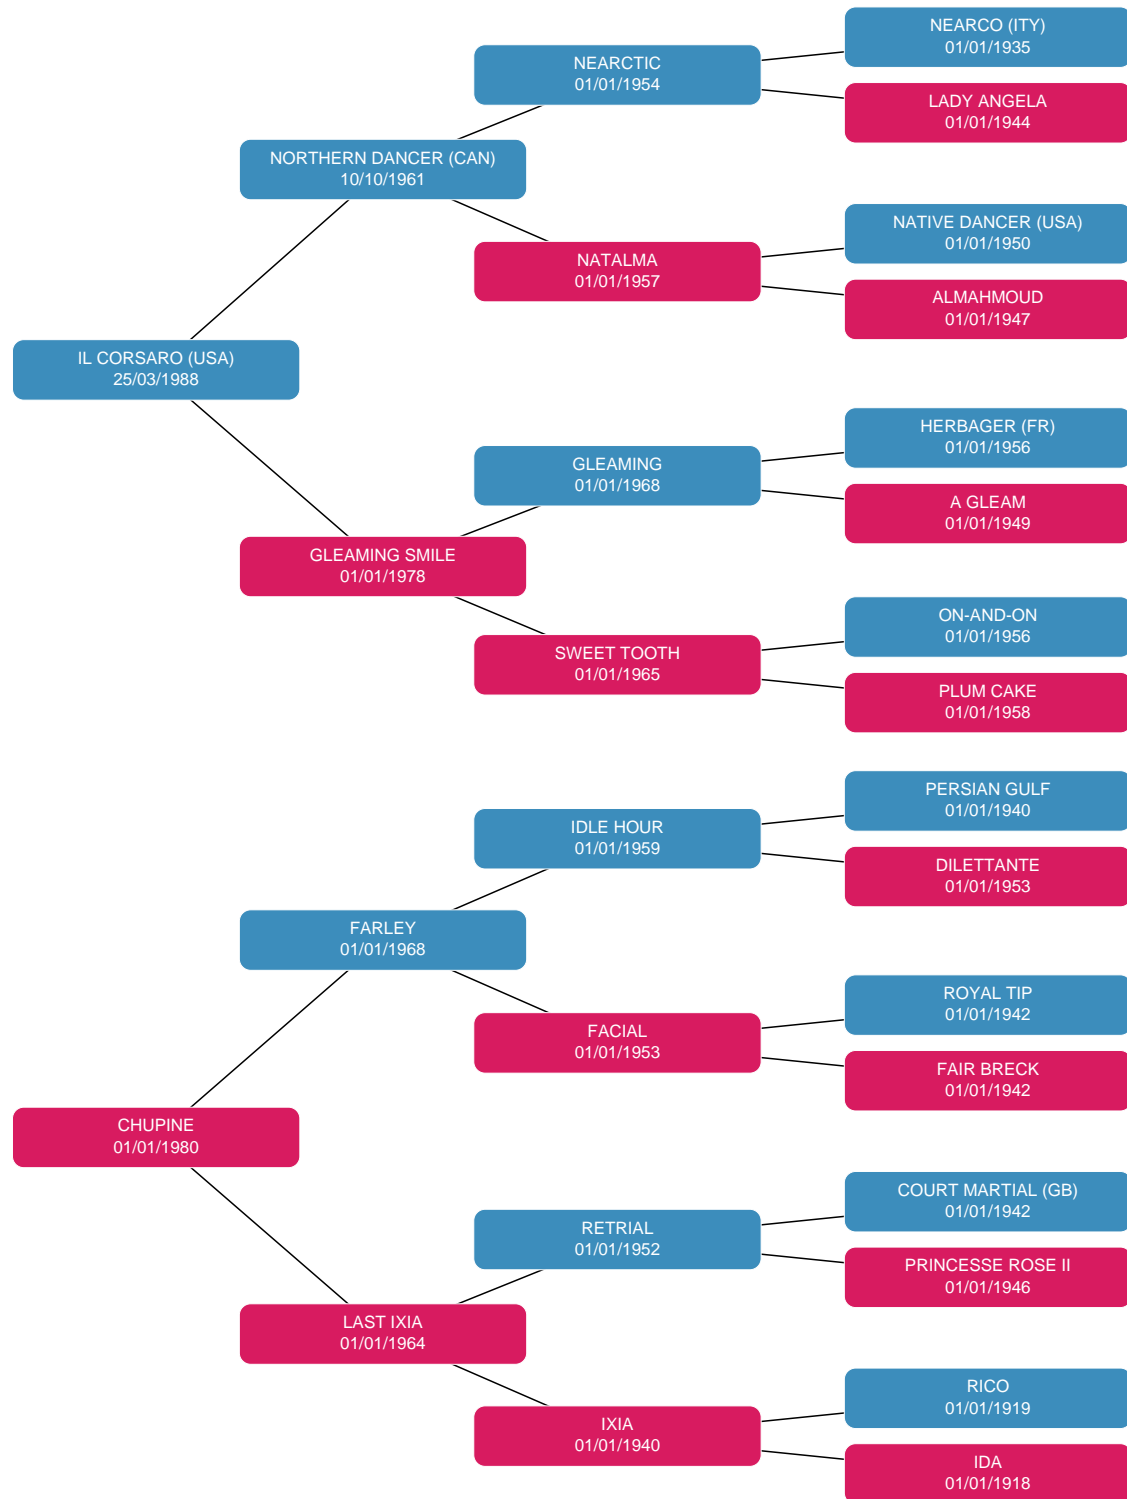 NEARCO (ITY)
01/01/1935
NEARCTIC
01/01/1954
LADY ANGELA
01/01/1944
NORTHERN DANCER (CAN)
10/10/1961
NATIVE DANCER (USA)
01/01/1950
NATALMA
01/01/1957
ALMAHMOUD
01/01/1947
IL CORSARO (USA)
25/03/1988
HERBAGER (FR)
01/01/1956
GLEAMING
01/01/1968
A GLEAM
01/01/1949
GLEAMING SMILE
01/01/1978
ON-AND-ON
01/01/1956
SWEET TOOTH
01/01/1965
PLUM CAKE
01/01/1958
PERSIAN GULF
01/01/1940
IDLE HOUR
01/01/1959
DILETTANTE
01/01/1953
FARLEY
01/01/1968
ROYAL TIP
01/01/1942
FACIAL
01/01/1953
FAIR BRECK
01/01/1942
CHUPINE
01/01/1980
COURT MARTIAL (GB)
01/01/1942
RETRIAL
01/01/1952
PRINCESSE ROSE II
01/01/1946
LAST IXIA
01/01/1964
RICO
01/01/1919
IXIA
01/01/1940
IDA
01/01/1918